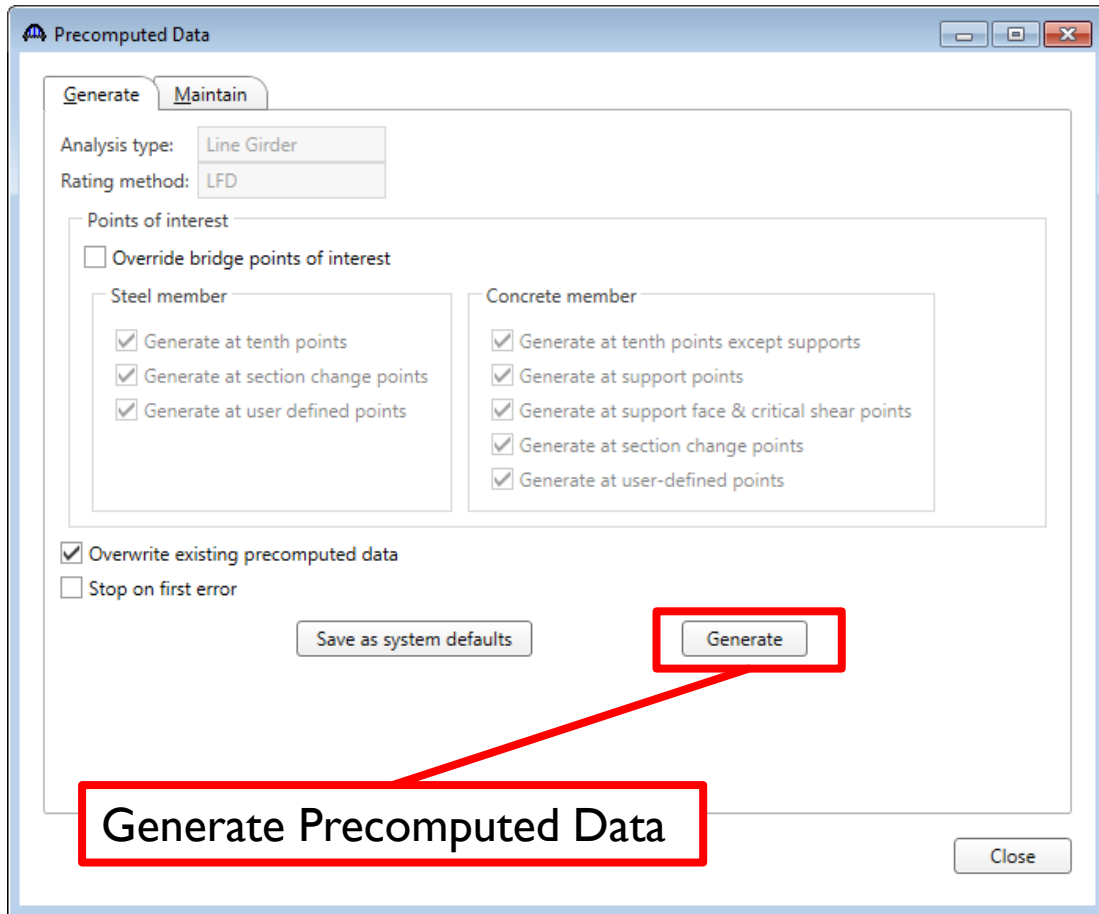 Precomputed Data
Generate
Maintain
Analysis type: Line Girder
Rating method: LFD
Points of interest
Override bridge points of interest
Steel member
Generate at tenth points
Generate at section change points
Generate at user defined points
Concrete member
Generate at tenth points except supports
Generate at support points
Generate at support face & critical shear points
Generate at section change points
Generate at user-defined points
Overwrite existing precomputed data
Stop on first error
Save as system defaults
Generate
Generate Precomputed Data
Close